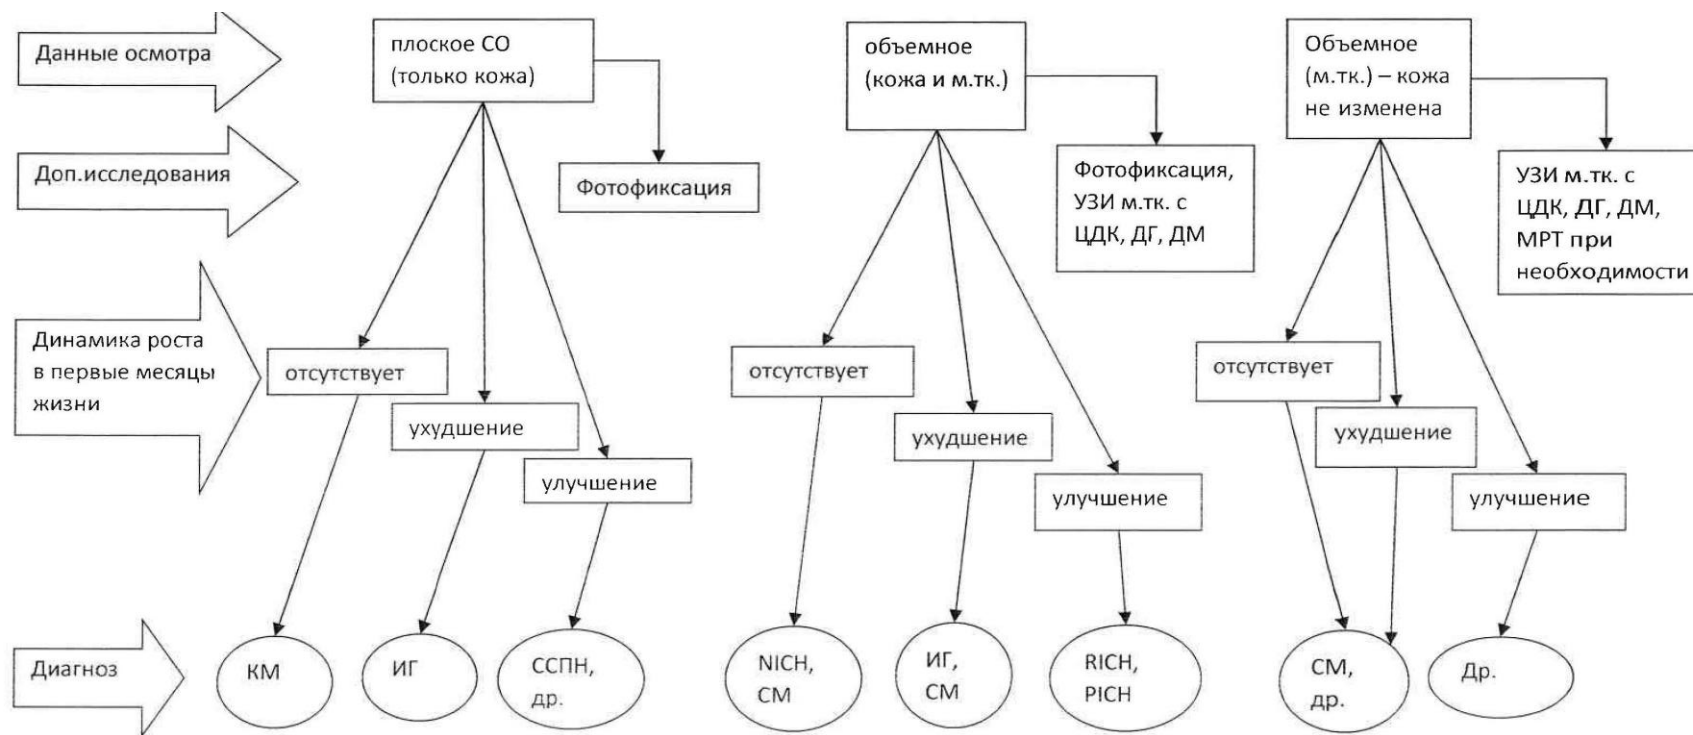 Данные осмотра
плоское СО
(только кожа)
объемное
(кожа и м.тк.)
Объемное
(м.тк.) – кожа
не изменена
Доп.исследования
Фотофиксация
Фотофиксация,
УЗИ м.тк. с
ЦДК, ДГ, ДМ
УЗИ м.тк. с
ЦДК, ДГ, ДМ,
МРТ при
необходимости
Динамика роста
в первые месяцы
жизни
отсутствует
ухудшение
улучшение
отсутствует
ухудшение
улучшение
отсутствует
ухудшение
улучшение
Диагноз
КМ
ИГ
ССПН,
др.
NICH,
СМ
ИГ,
СМ
RICH,
PICH
СМ,
др.
Др.